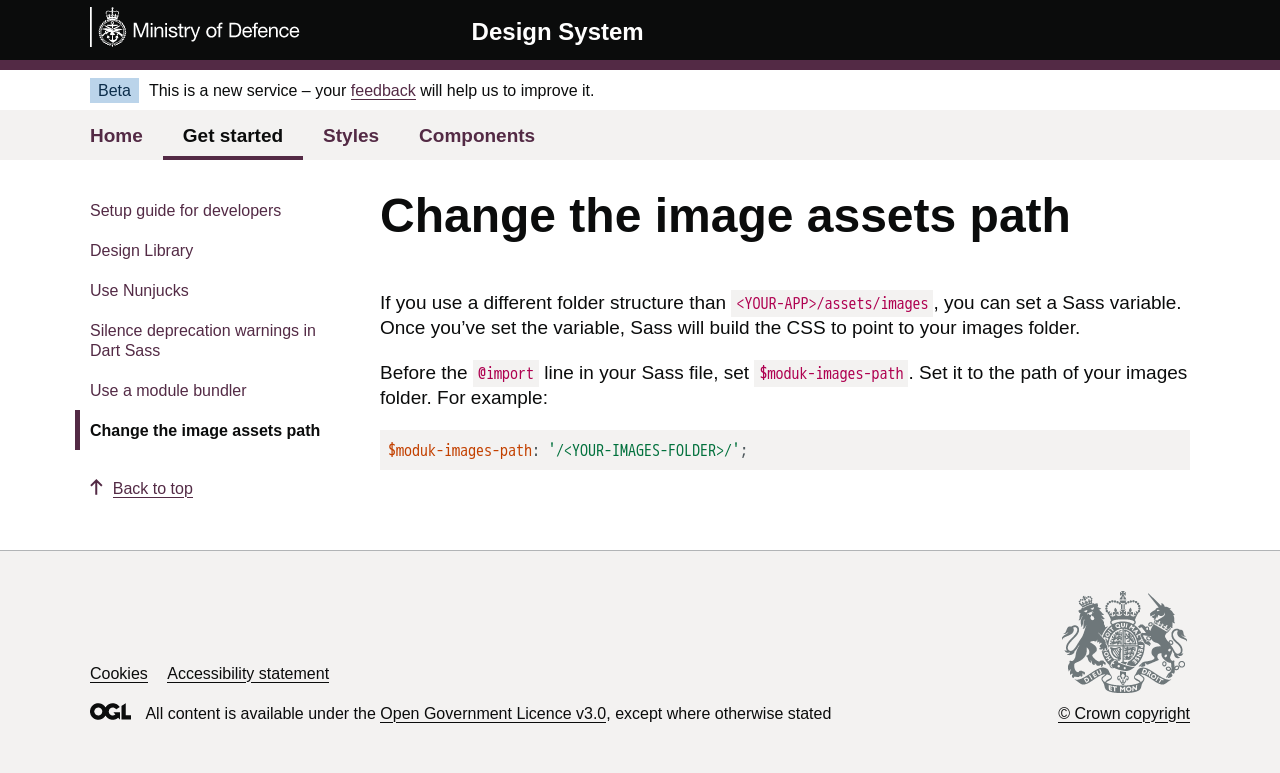 Ministry of Defence
Design System
Beta This is a new service – your feedback will help us to improve it.
Home Get started Styles Components
Setup guide for developers
Design Library
Use Nunjucks
Silence deprecation warnings in
Dart Sass
Use a module bundler
Change the image assets path
Back to top
Change the image assets path
If you use a different folder structure than <YOUR-APP>/assets/images, you can set a Sass variable.
Once you’ve set the variable, Sass will build the CSS to point to your images folder.
Before the @import line in your Sass file, set $moduk-images-path. Set it to the path of your images
folder. For example:
$moduk-images-path: '/<YOUR-IMAGES-FOLDER>/';
Cookies Accessibility statement
OGL All content is available under the Open Government Licence v3.0, except where otherwise stated
DIEU ET MON DROIT
© Crown copyright